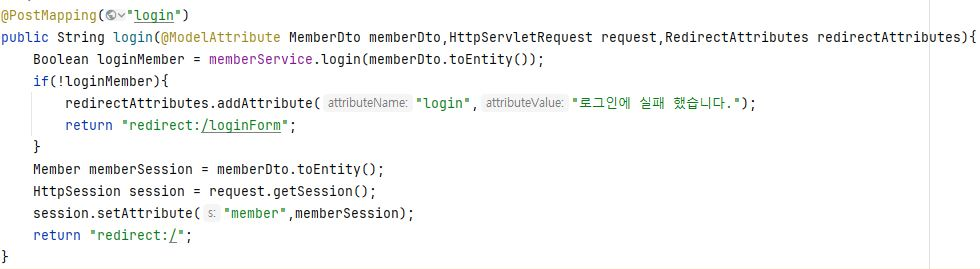 @PostMapping("login")
public String login(@ModelAttribute MemberDto memberDto,HttpServletRequest request,RedirectAttributes redirectAttributes){
    Boolean loginMember = memberService.login(memberDto.toEntity());
    if(!loginMember){
        redirectAttributes.addAttribute( attributeName: "login", attributeValue: "로그인에 실패 했습니다.");
        return "redirect:/loginForm";
    }
    Member memberSession = memberDto.toEntity();
    HttpSession session = request.getSession();
    session.setAttribute( s: "member",memberSession);
    return "redirect:/";
}